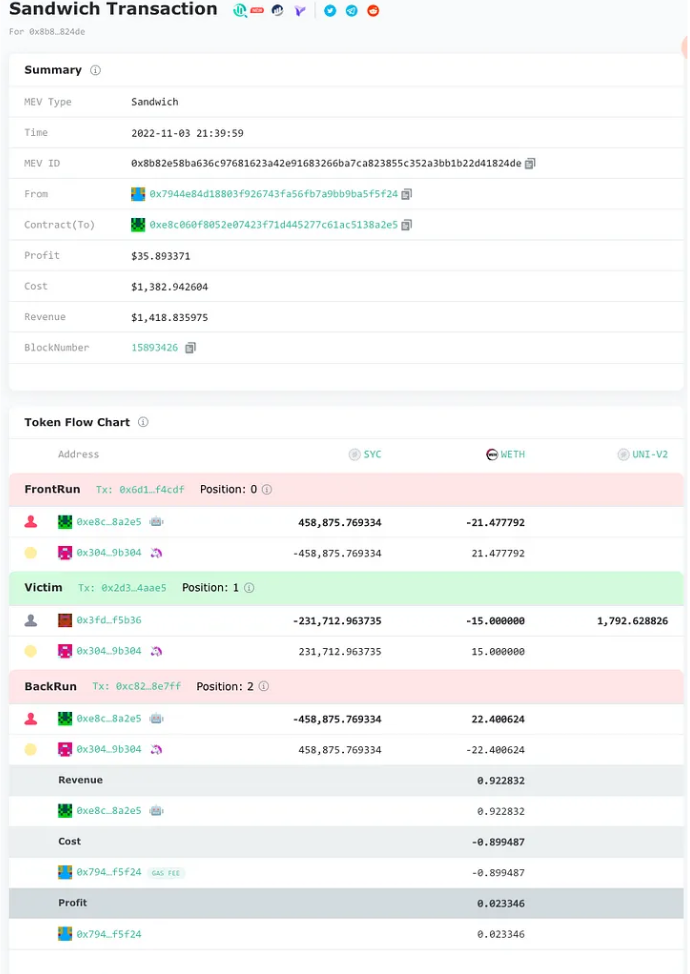 Sandwich Transaction NEW
For 0x8b8…824de
Summary
MEV Type Sandwich
Time 2022-11-03 21:39:59
MEV ID 0x8b82e58ba636c97681623a42e91683266ba7ca823855c352a3bb1b22d41824de
From 0x7944e84d18803f926743fa56fb7a9bb9ba5f5f24
Contract(To) 0xe8c060f8052e07423f71d445277c61ac5138a2e5
Profit $35.893371
Cost $1,382.942604
Revenue $1,418.835975
BlockNumber 15893426
Token Flow Chart
Address SYC WETH UNI-V2
FrontRun Tx: 0x6d1…f4cdf Position: 0
0xe8c…8a2e5 458,875.769334 -21.477792
0x304…9b304 -458,875.769334 21.477792
Victim Tx: 0x2d3…4aae5 Position: 1
0x3fd…f5b36 -231,712.963735 -15.000000 1,792.628826
0x304…9b304 231,712.963735 15.000000
BackRun Tx: 0xc82…8e7ff Position: 2
0xe8c…8a2e5 -458,875.769334 22.400624
0x304…9b304 458,875.769334 -22.400624
Revenue 0.922832
0xe8c…8a2e5 0.922832
Cost -0.899487
0x794…f5f24 GAS FEE -0.899487
Profit 0.023346
0x794…f5f24 0.023346